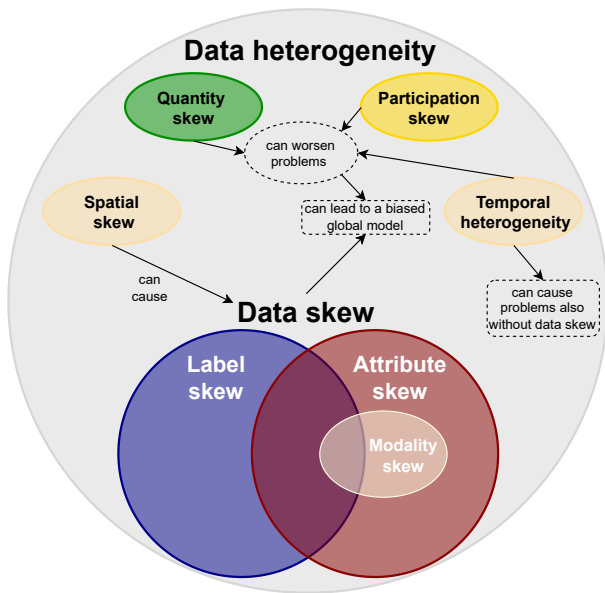 Data heterogeneity
Quantity
skew
Participation
skew
can worsen
problems
Spatial
skew
can lead to a biased
global model
Temporal
heterogeneity
can
cause
can cause
problems also
without data skew
Data skew
Label
skew
Attribute
skew
Modality
skew